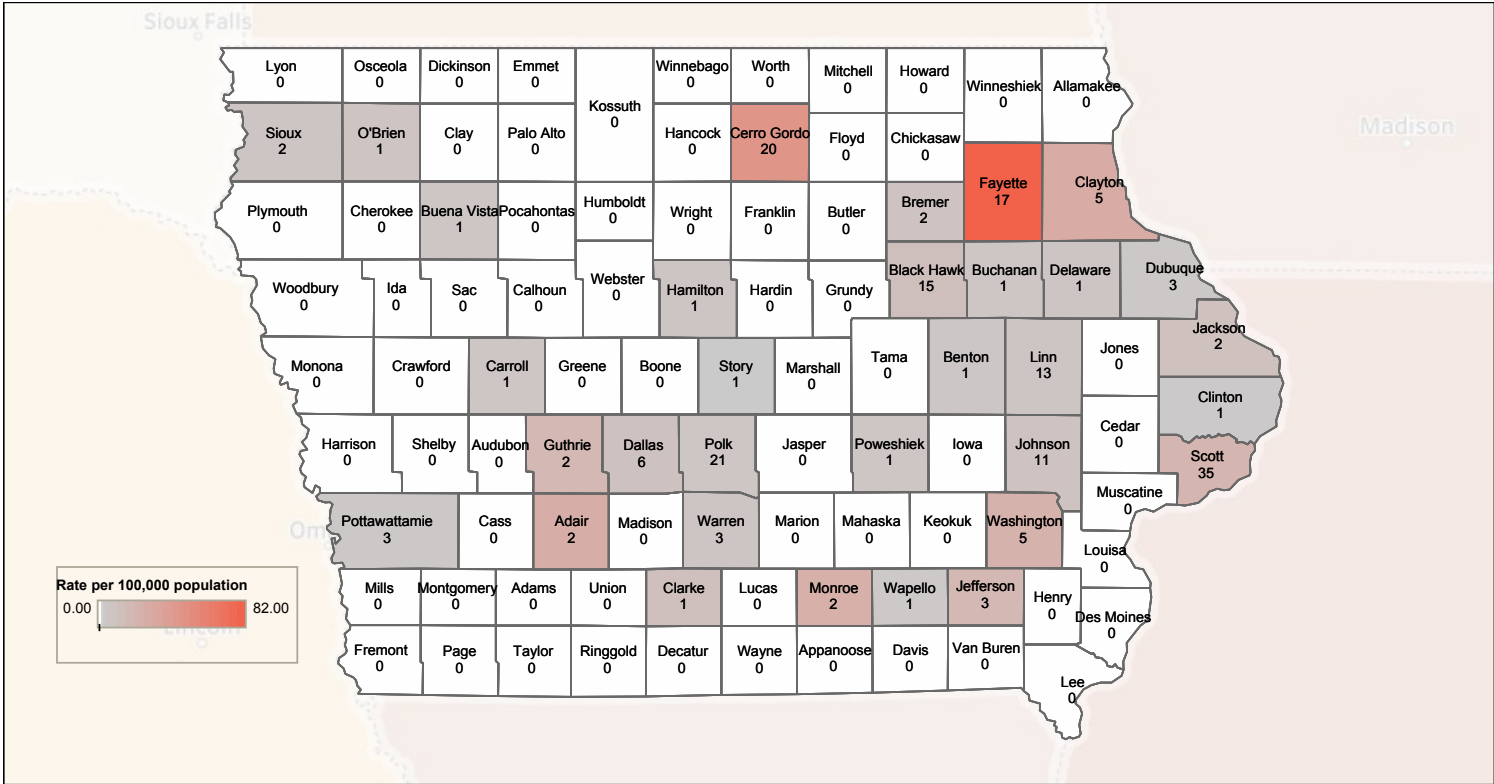 Sioux Falls
Lyon
0
Osceola
0
Dickinson
0
Emmet
0
Kossuth
0
Winnebago
0
Worth
0
Mitchell
0
Howard
0
Winneshiek
0
Allamakee
0
Madison
Sioux
2
O'Brien
1
Clay
0
Palo Alto
0
Hancock
0
Cerro Gordo
20
Floyd
0
Chickasaw
0
Fayette
17
Clayton
5
Plymouth
0
Cherokee
0
Buena Vista
1
Pocahontas
0
Humboldt
0
Wright
0
Franklin
0
Butler
0
Bremer
2
Woodbury
0
Ida
0
Sac
0
Calhoun
0
Webster
0
Hamilton
1
Hardin
0
Grundy
0
Black Hawk
15
Buchanan
1
Delaware
1
Dubuque
3
Monona
0
Crawford
0
Carroll
1
Greene
0
Boone
0
Story
1
Marshall
0
Tama
0
Benton
1
Linn
13
Jones
0
Jackson
2
Clinton
1
Harrison
0
Shelby
0
Audubon
0
Guthrie
2
Dallas
6
Polk
21
Jasper
0
Poweshiek
1
Iowa
0
Johnson
11
Cedar
0
Scott
35
Muscatine
0
Om
Pottawattamie
3
Cass
0
Adair
2
Madison
0
Warren
3
Marion
0
Mahaska
0
Keokuk
0
Washington
5
Louisa
0
Mills
0
Montgomery
0
Adams
0
Union
0
Clarke
1
Lucas
0
Monroe
2
Wapello
1
Jefferson
3
Henry
0
Des Moines
0
Fremont
0
Page
0
Taylor
0
Ringgold
0
Decatur
0
Wayne
0
Appanoose
0
Davis
0
Van Buren
0
Lee
0
Rate per 100,000 population
0.00 82.00
Lincoln